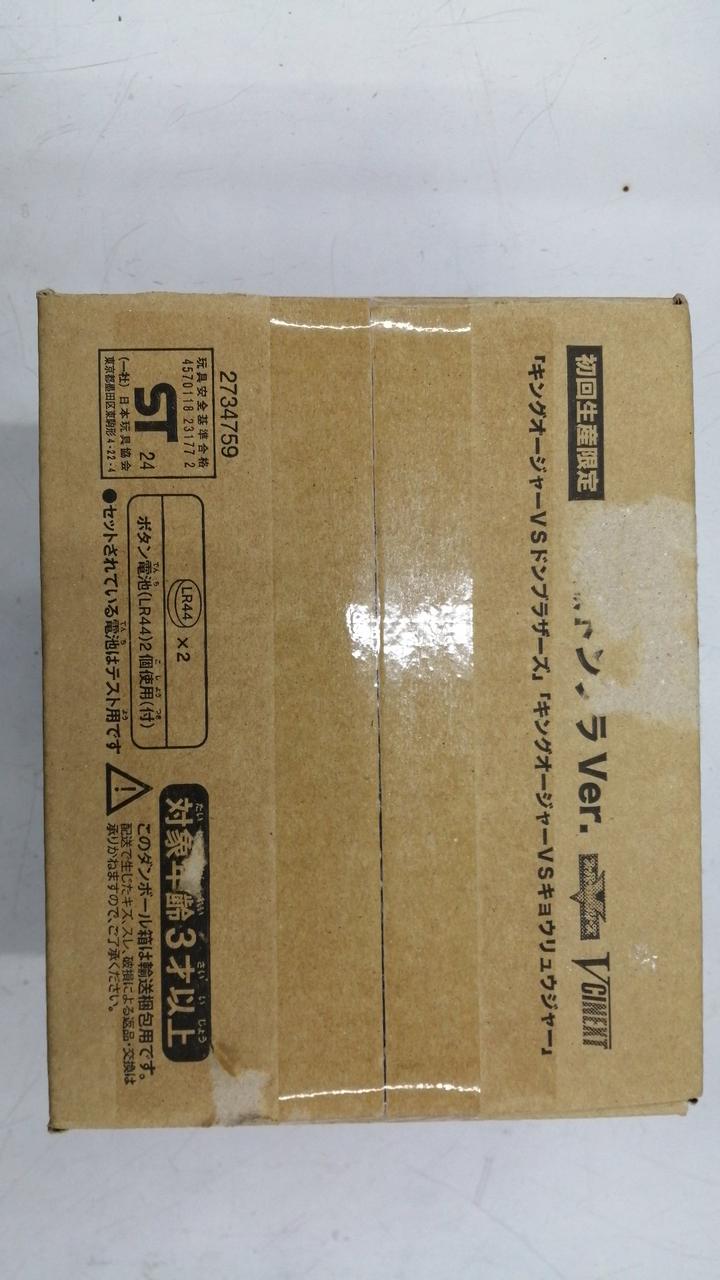 初回生産限定
ラVer.
VCINEXT
『キングオージャーVSドンブラザーズ』『キングオージャーVSキョウリュウジャー』
2734759
玩具安全基準合格
4570118 23177 2
ST 24
(一社)日本玩具協会
東京都墨田区東駒形4-22-4
LR44 ×2
ボタン電池(LR44)2個使用(付)
●セットされている電池はテスト用です
対象年齢3才以上
このダンボール箱は輸送梱包用です。
配送で生じたキズ、スレ、破損による返品・交換は
承りかねますので、ご了承ください。